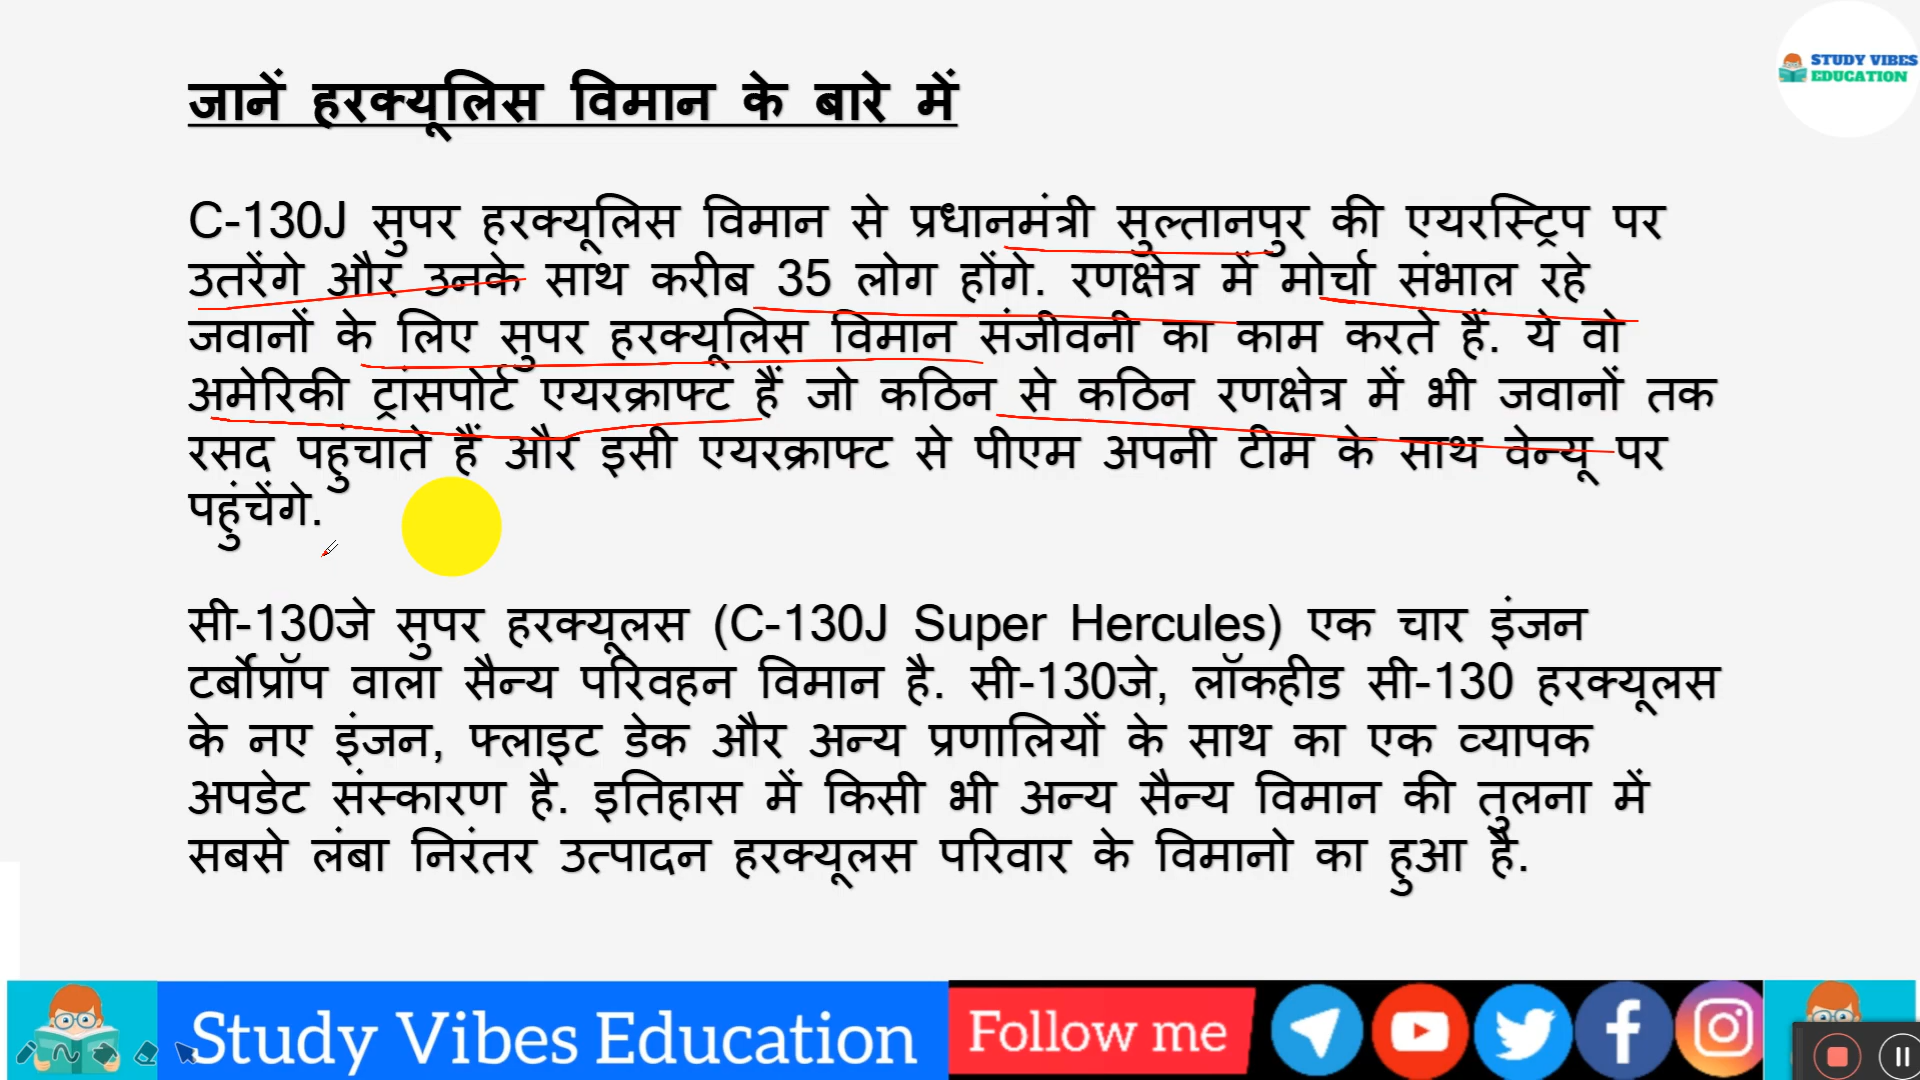 STUDY VIBES
EDUCATION
जानें हरक्यूलिस विमान के बारे में
C-130J सुपर हरक्यूलिस विमान से प्रधानमंत्री सुल्तानपुर की एयरस्ट्रिप पर
उतरेंगे और उनके साथ करीब 35 लोग होंगे. रणक्षेत्र में मोर्चा संभाल रहे
जवानों के लिए सुपर हरक्यूलिस विमान संजीवनी का काम करते हैं. ये वो
अमेरिकी ट्रांसपोर्ट एयरक्राफ्ट हैं जो कठिन से कठिन रणक्षेत्र में भी जवानों तक
रसद पहुंचाते हैं और इसी एयरक्राफ्ट से पीएम अपनी टीम के साथ वेन्यू पर
पहुंचेंगे.
सी-130जे सुपर हरक्यूलस (C-130J Super Hercules) एक चार इंजन
टर्बोप्रॉप वाला सैन्य परिवहन विमान है. सी-130जे, लॉकहीड सी-130 हरक्यूलस
के नए इंजन, फ्लाइट डेक और अन्य प्रणालियों के साथ का एक व्यापक
अपडेट संस्कारण है. इतिहास में किसी भी अन्य सैन्य विमान की तुलना में
सबसे लंबा निरंतर उत्पादन हरक्यूलस परिवार के विमानो का हुआ है.
Study Vibes Education
Follow me